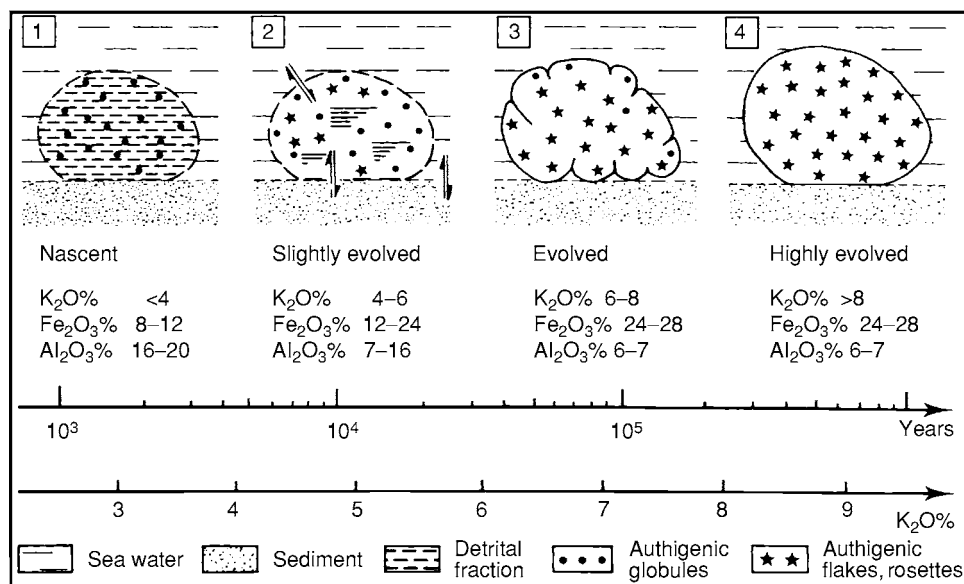 1 2 3 4
Nascent Slightly evolved Evolved Highly evolved
K₂O% <4 K₂O% 4–6 K₂O% 6–8 K₂O% >8
Fe₂O₃% 8–12 Fe₂O₃% 12–24 Fe₂O₃% 24–28 Fe₂O₃% 24–28
Al₂O₃% 16–20 Al₂O₃% 7–16 Al₂O₃% 6–7 Al₂O₃% 6–7
10³ 10⁴ 10⁵ Years
3 4 5 6 7 8 9 K₂O%
Sea water Sediment Detrital fraction Authigenic globules Authigenic flakes, rosettes